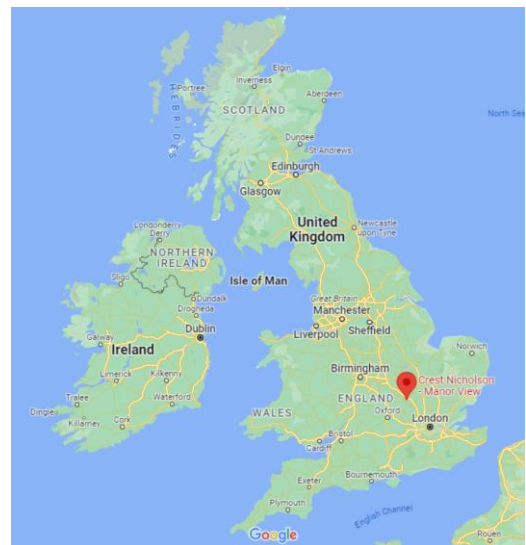 Elgin
Inverness
Portree
Aberdeen
HEBRIDES
SCOTLAND
North Sea
Dundee
St Andrews
Edinburgh
Glasgow
Londonderry
Derry
United
Kingdom
Newcastle
upon Tyne
NORTHERN
IRELAND
Sligo
Isle of Man
Dundalk
Drogheda
Great Britain
Manchester
Dublin
Liverpool
Sheffield
Galway
Ireland
Norwich
Limerick
Kilkenny
Birmingham
Crest Nicholson
- Manor View
Tralee
Waterford
Dingle
Killarney
Cork
WALES
ENGLAND
Oxford
London
Cardiff
Bristol
Exeter
Bournemouth
Plymouth
English Channel
Google
Rouen